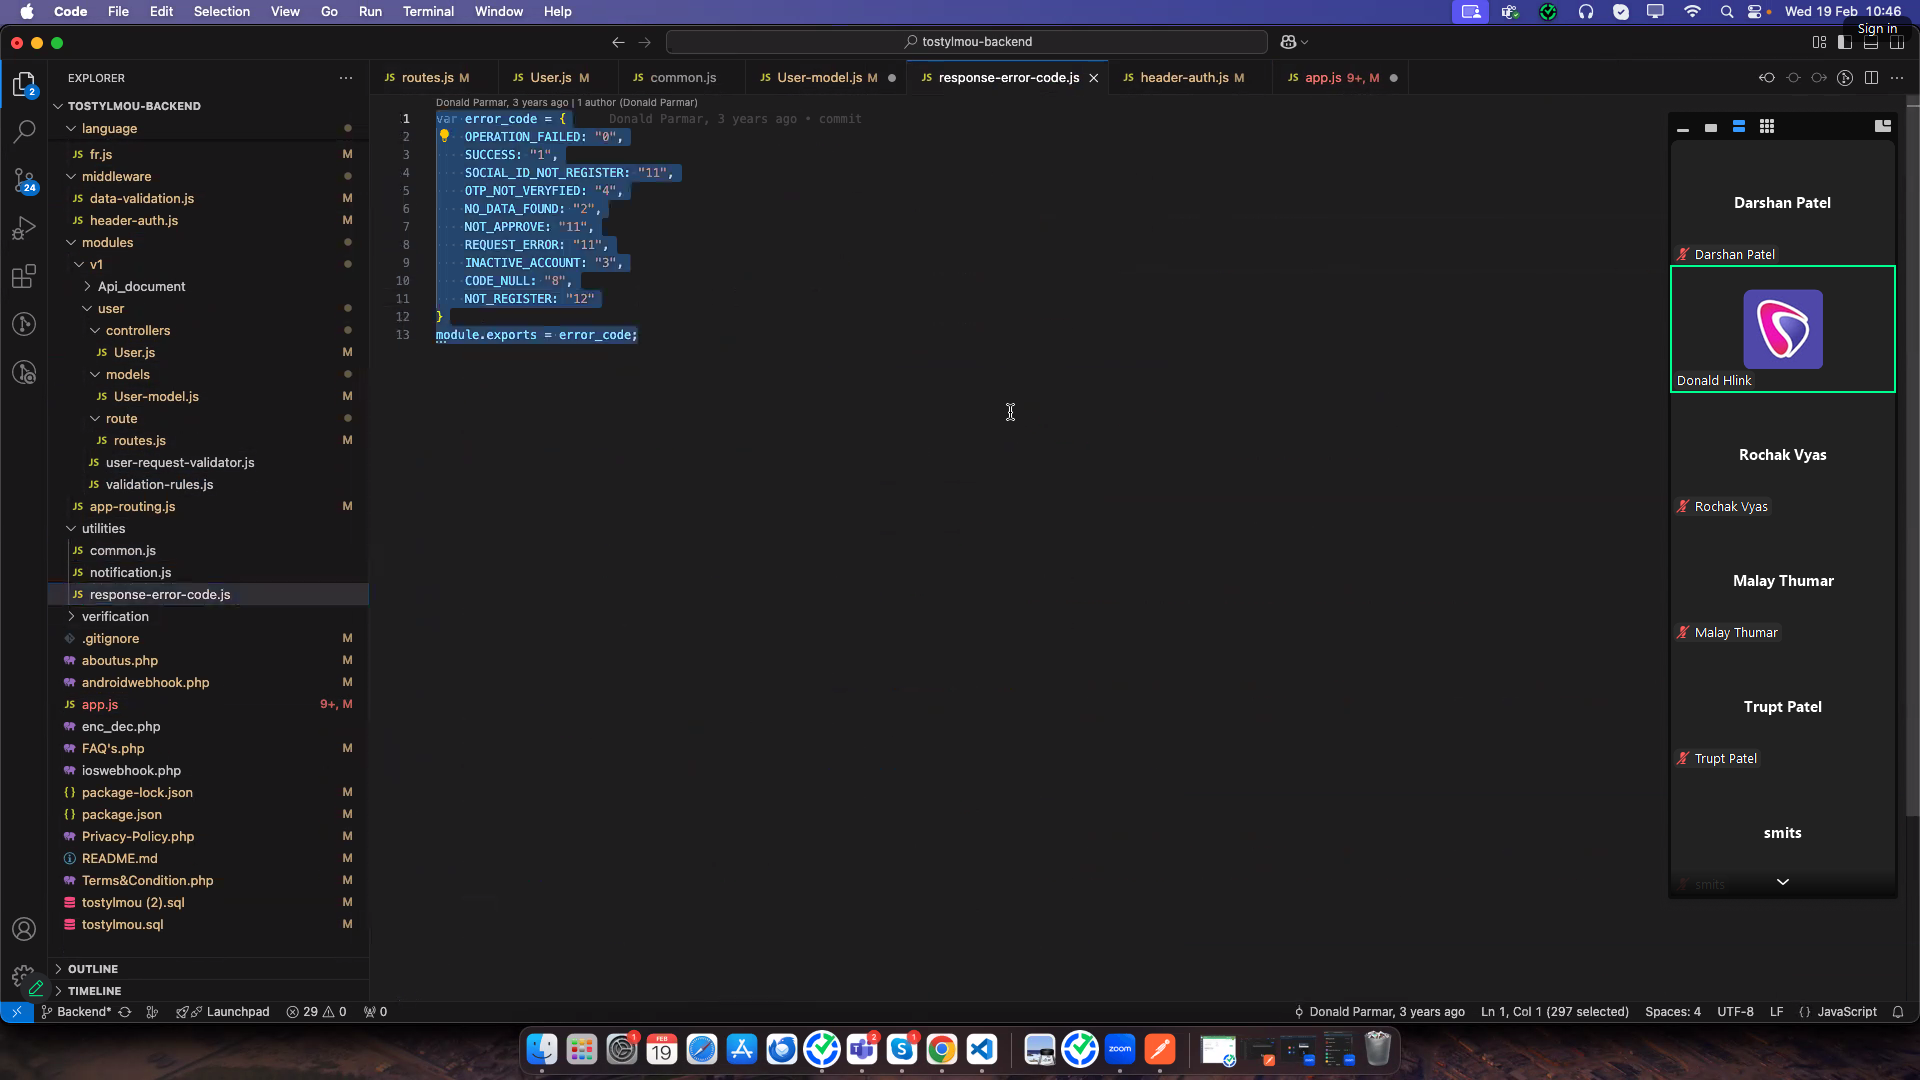 Code File Edit Selection View Go Run Terminal Window Help
Wed 19 Feb 10:46
tostylmou-backend
Sign in
EXPLORER
routes.js M
User.js M
common.js
User-model.js M
response-error-code.js
header-auth.js M
app.js 9+, M
TOSTYLMOU-BACKEND
language
fr.js M
middleware
data-validation.js M
header-auth.js M
modules
v1
Api_document
user
controllers
User.js M
models
User-model.js M
route
routes.js M
user-request-validator.js
validation-rules.js
app-routing.js M
utilities
common.js
notification.js
response-error-code.js
verification
.gitignore M
aboutus.php M
androidwebhook.php M
app.js 9+, M
enc_dec.php
FAQ's.php M
ioswebhook.php
package-lock.json M
package.json M
Privacy-Policy.php M
README.md M
Terms&Condition.php M
tostylmou (2).sql M
tostylmou.sql M
OUTLINE
TIMELINE
2
24
Donald Parmar, 3 years ago | 1 author (Donald Parmar)
1 var error_code = { Donald Parmar, 3 years ago • commit
2 OPERATION_FAILED: "0",
3 SUCCESS: "1",
4 SOCIAL_ID_NOT_REGISTER: "11",
5 OTP_NOT_VERYFIED: "4",
6 NO_DATA_FOUND: "2",
7 NOT_APPROVE: "11",
8 REQUEST_ERROR: "11",
9 INACTIVE_ACCOUNT: "3",
10 CODE_NULL: "8",
11 NOT_REGISTER: "12"
12 }
13 module.exports = error_code;
Darshan Patel
Darshan Patel
Donald Hlink
Rochak Vyas
Rochak Vyas
Malay Thumar
Malay Thumar
Trupt Patel
Trupt Patel
smits
smits
Backend* Launchpad 29 0 0
Donald Parmar, 3 years ago Ln 1, Col 1 (297 selected) Spaces: 4 UTF-8 LF {} JavaScript
1
FEB
19
2
1
zoom